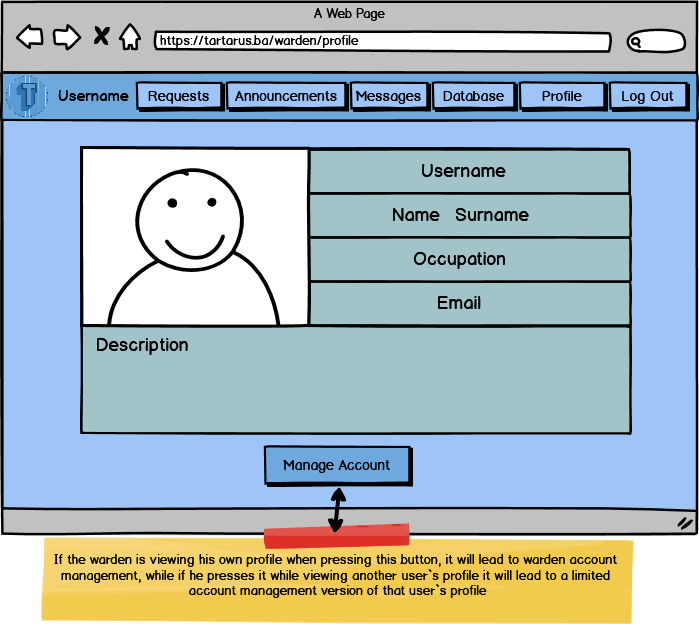 A Web Page
https://tartarus.ba/warden/profile
T
Username Requests Announcements Messages Database Profile Log Out
Username
Name Surname
Occupation
Email
Description
Manage Account
If the warden is viewing his own profile when pressing this button, it will lead to warden account
management, while if he presses it while viewing another user`s profile it will lead to a limited
account management version of that user`s profile